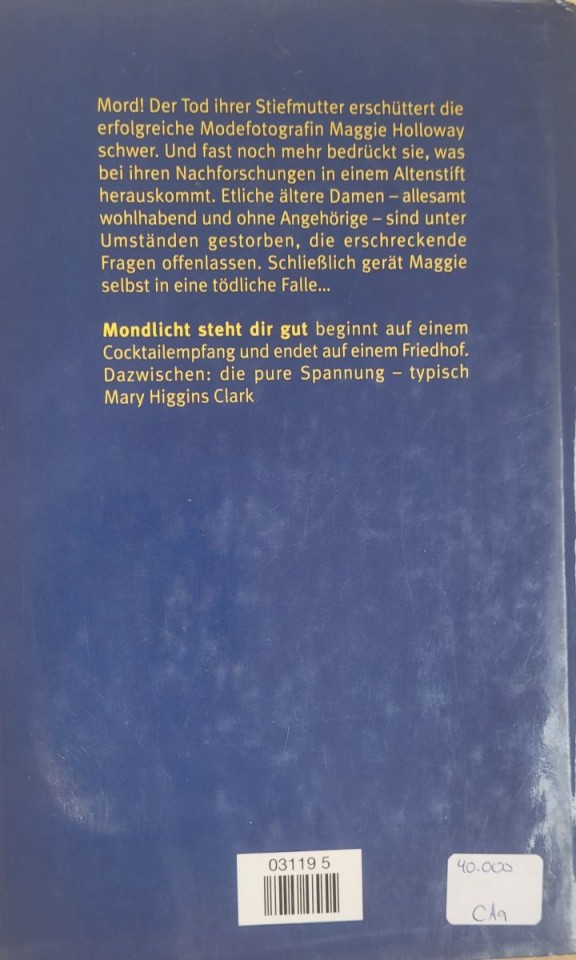 Mord! Der Tod ihrer Stiefmutter erschüttert die
erfolgreiche Modefotografin Maggie Holloway
schwer. Und fast noch mehr bedrückt sie, was
bei ihren Nachforschungen in einem Altenstift
herauskommt. Etliche ältere Damen – allesamt
wohlhabend und ohne Angehörige – sind unter
Umständen gestorben, die erschreckende
Fragen offenlassen. Schließlich gerät Maggie
selbst in eine tödliche Falle...
Mondlicht steht dir gut beginnt auf einem
Cocktailempfang und endet auf einem Friedhof.
Dazwischen: die pure Spannung – typisch
Mary Higgins Clark
03119 5
40.000